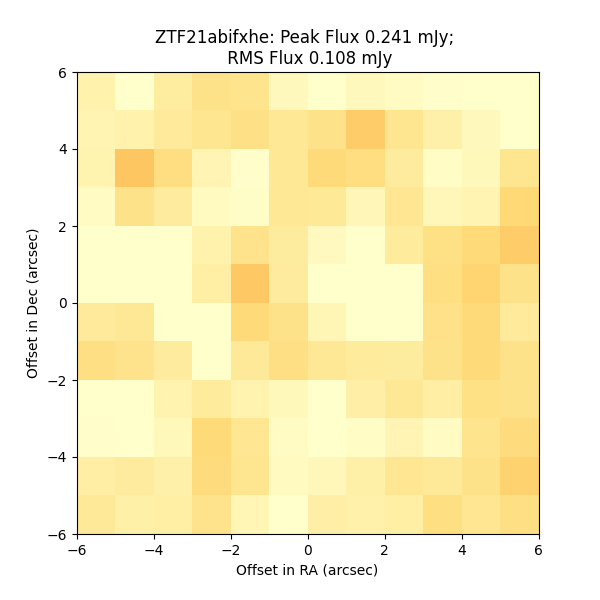 ZTF21abifxhe: Peak Flux 0.241 mJy;
RMS Flux 0.108 mJy
6
4
2
0
−2
−4
−6
Offset in Dec (arcsec)
−6 −4 −2 0 2 4 6
Offset in RA (arcsec)